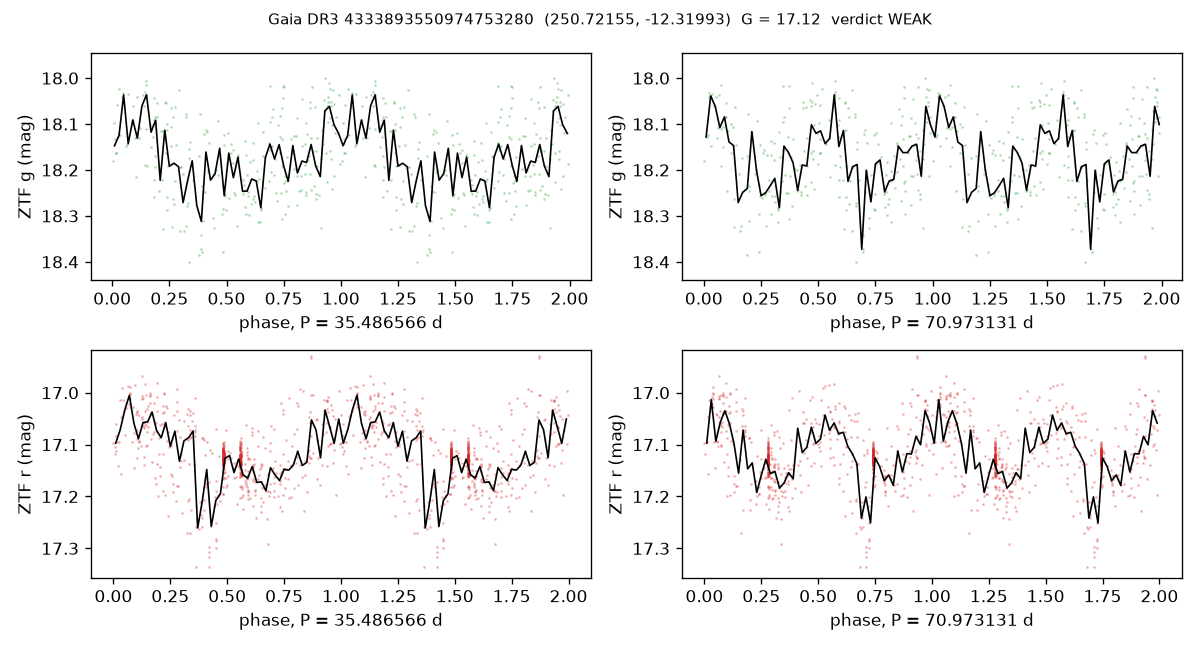 Gaia DR3 4333893550974753280  (250.72155, -12.31993)  G = 17.12  verdict WEAK
ZTF g (mag)
18.0
18.1
18.2
18.3
18.4
0.00 0.25 0.50 0.75 1.00 1.25 1.50 1.75 2.00
phase, P = 35.486566 d
ZTF g (mag)
18.0
18.1
18.2
18.3
18.4
0.00 0.25 0.50 0.75 1.00 1.25 1.50 1.75 2.00
phase, P = 70.973131 d
ZTF r (mag)
17.0
17.1
17.2
17.3
0.00 0.25 0.50 0.75 1.00 1.25 1.50 1.75 2.00
phase, P = 35.486566 d
ZTF r (mag)
17.0
17.1
17.2
17.3
0.00 0.25 0.50 0.75 1.00 1.25 1.50 1.75 2.00
phase, P = 70.973131 d